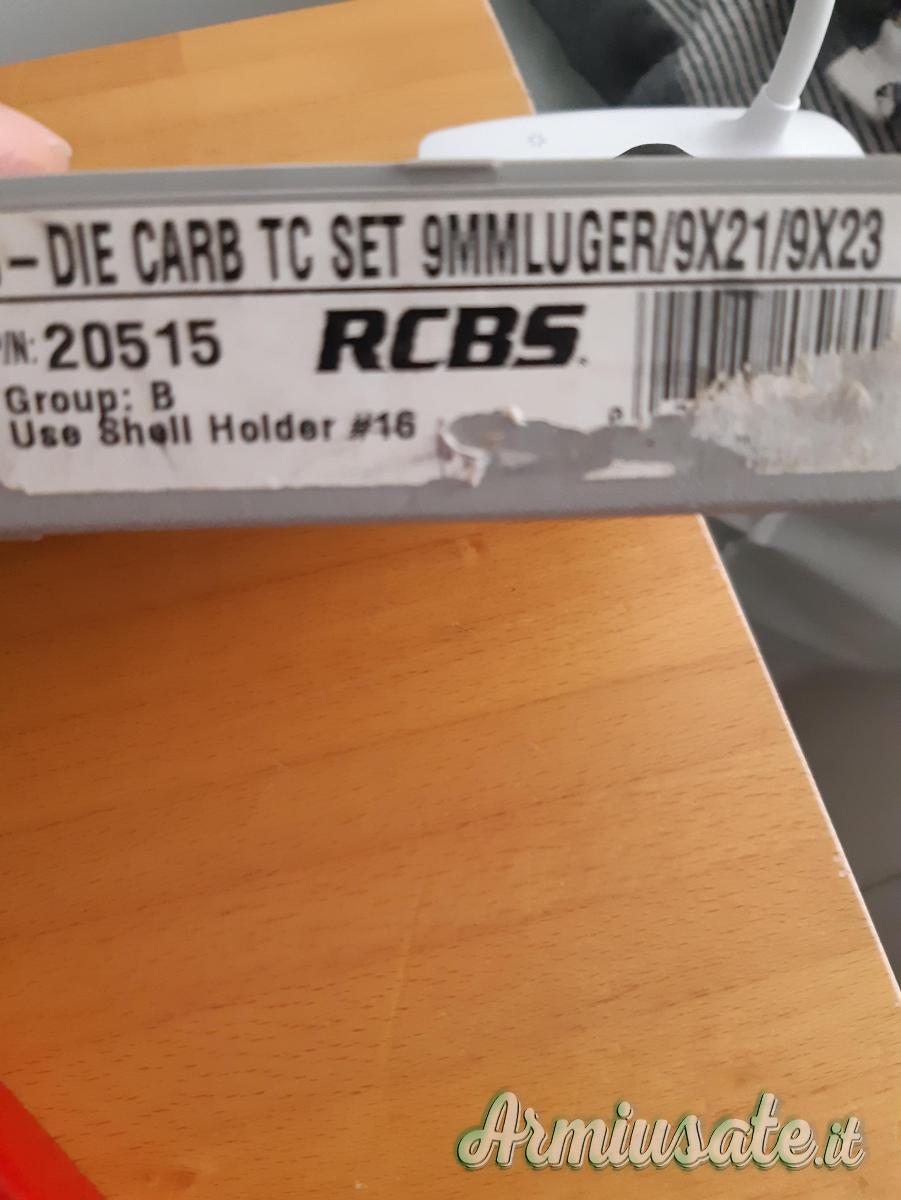 -DIE CARB TC SET 9MMLUGER/9X21/9X23
P/N: 20515 RCBS.
Group: B
Use Shell Holder #16
Armiusate.it